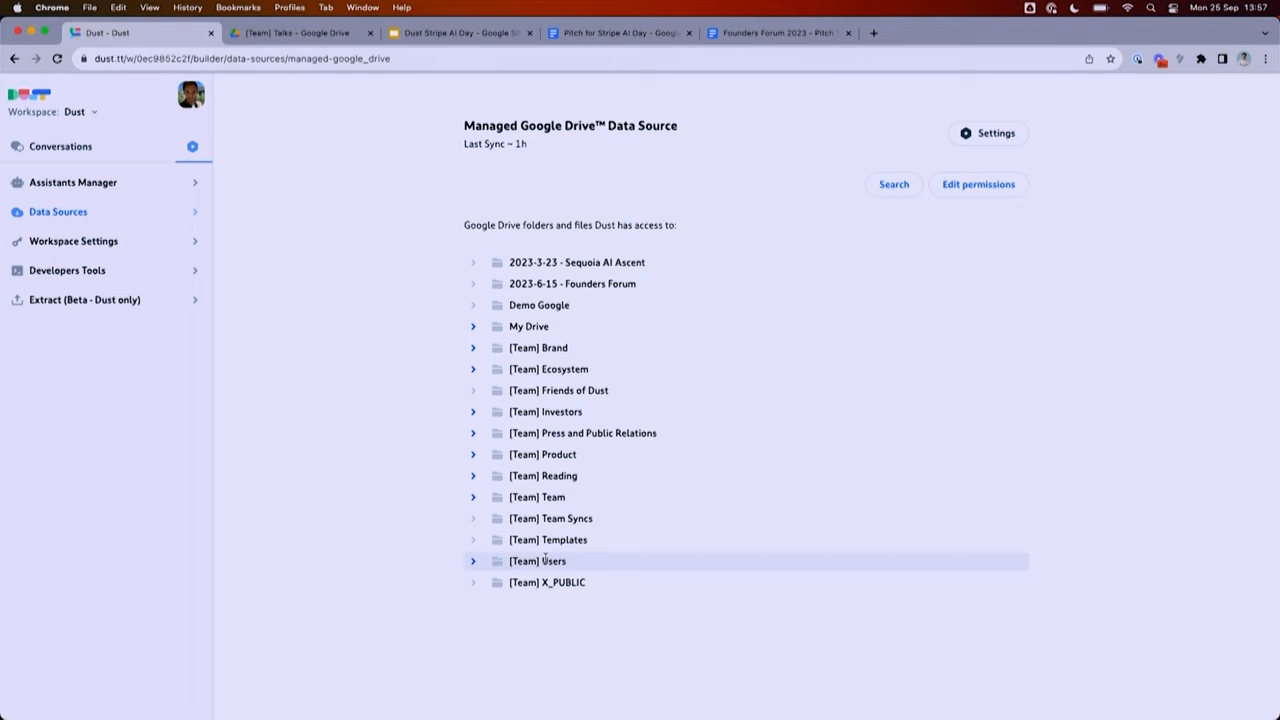 Chrome File Edit View History Bookmarks Profiles Tab Window Help Mon 25 Sep 13:57
Dust - Dust [Team] Talks - Google Drive Dust Stripe AI Day - Google S Pitch for Stripe AI Day - Googl Founders Forum 2023 - Pitch
dust.tt/w/0ec9852c2f/builder/data-sources/managed-google_drive
Workspace: Dust
Conversations
Assistants Manager
Data Sources
Workspace Settings
Developers Tools
Extract (Beta - Dust only)
Managed Google Drive™ Data Source
Last Sync ~ 1h
Settings
Search
Edit permissions
Google Drive folders and files Dust has access to:
2023-3-23 - Sequoia AI Ascent
2023-6-15 - Founders Forum
Demo Google
My Drive
[Team] Brand
[Team] Ecosystem
[Team] Friends of Dust
[Team] Investors
[Team] Press and Public Relations
[Team] Product
[Team] Reading
[Team] Team
[Team] Team Syncs
[Team] Templates
[Team] Users
[Team] X_PUBLIC